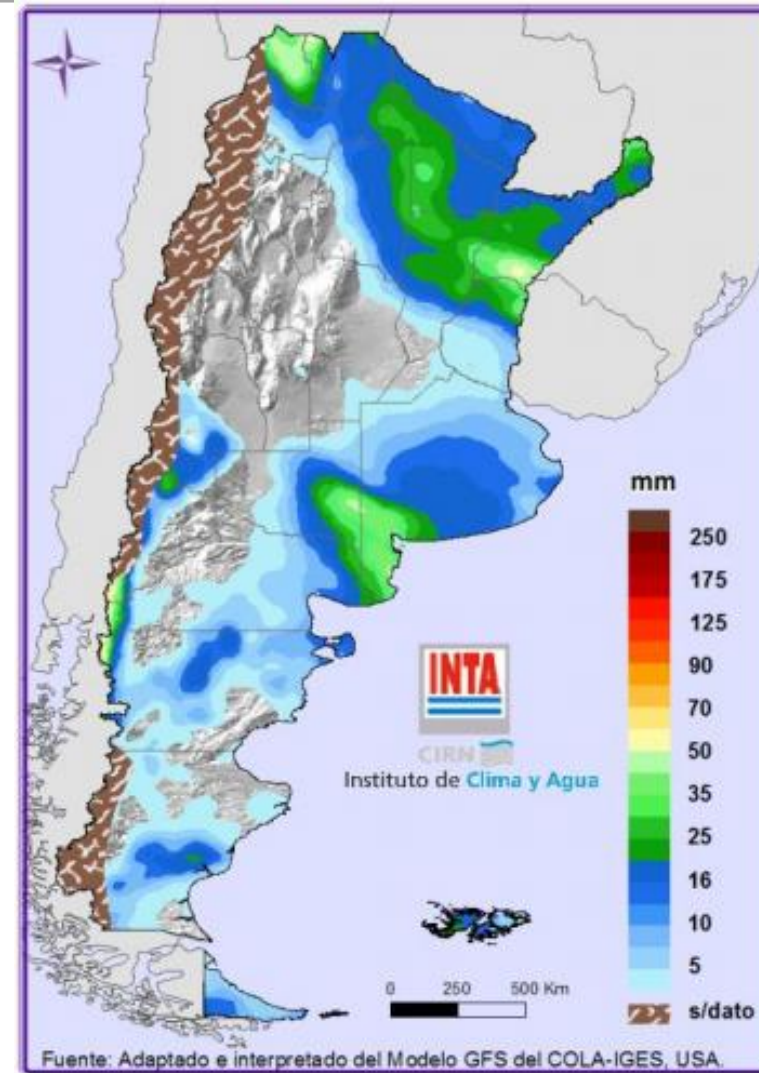 mm
250
175
125
90
70
50
35
25
16
10
5
s/dato
INTA
CIRN
Instituto de Clima y Agua
0 250 500 Km
Fuente: Adaptado e interpretado del Modelo GFS del COLA-IGES, USA.